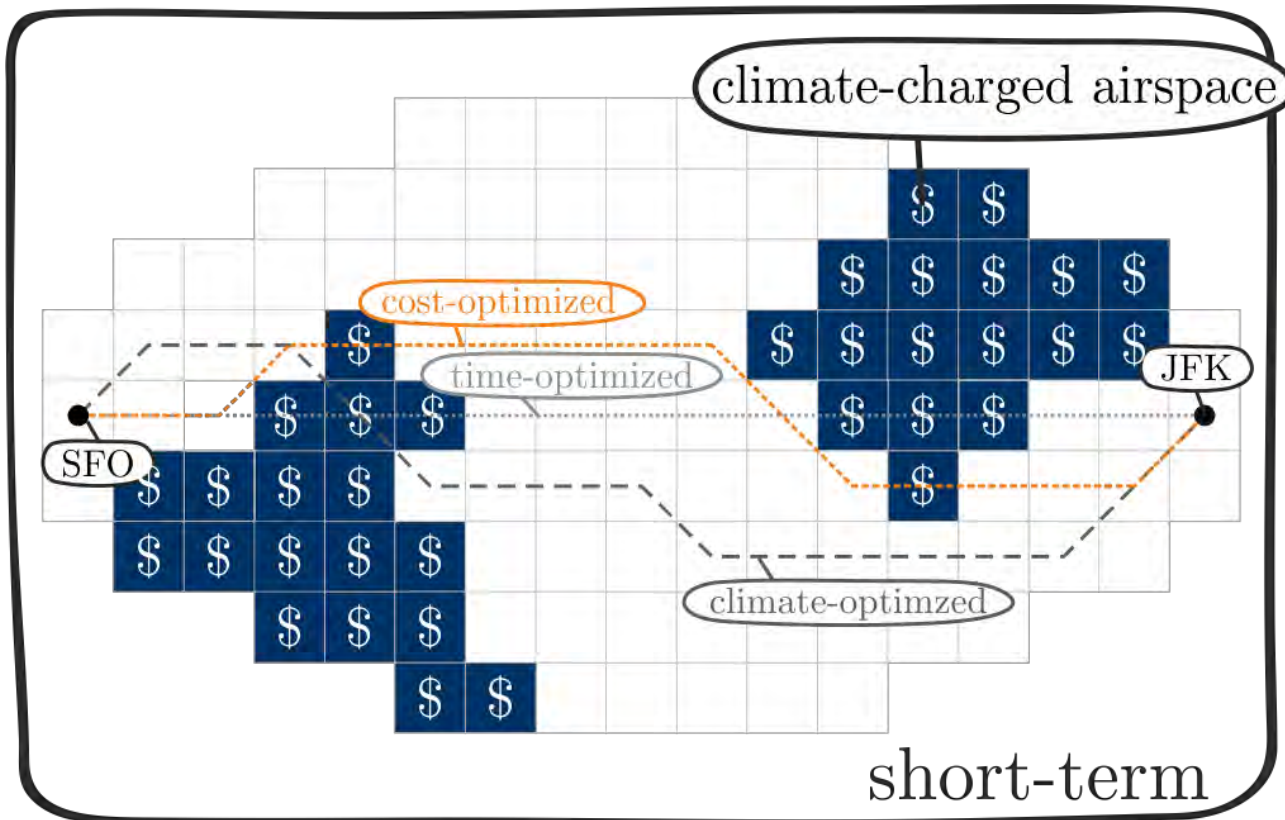 climate-charged airspace
$ $
$ $ $ $ $
cost-optimized
$ $ $ $ $ $ $
time-optimized
JFK
$ $ $ $ $ $
SFO
$ $ $ $ $
$ $ $ $ $
climate-optimzed
$ $ $
$ $
short-term